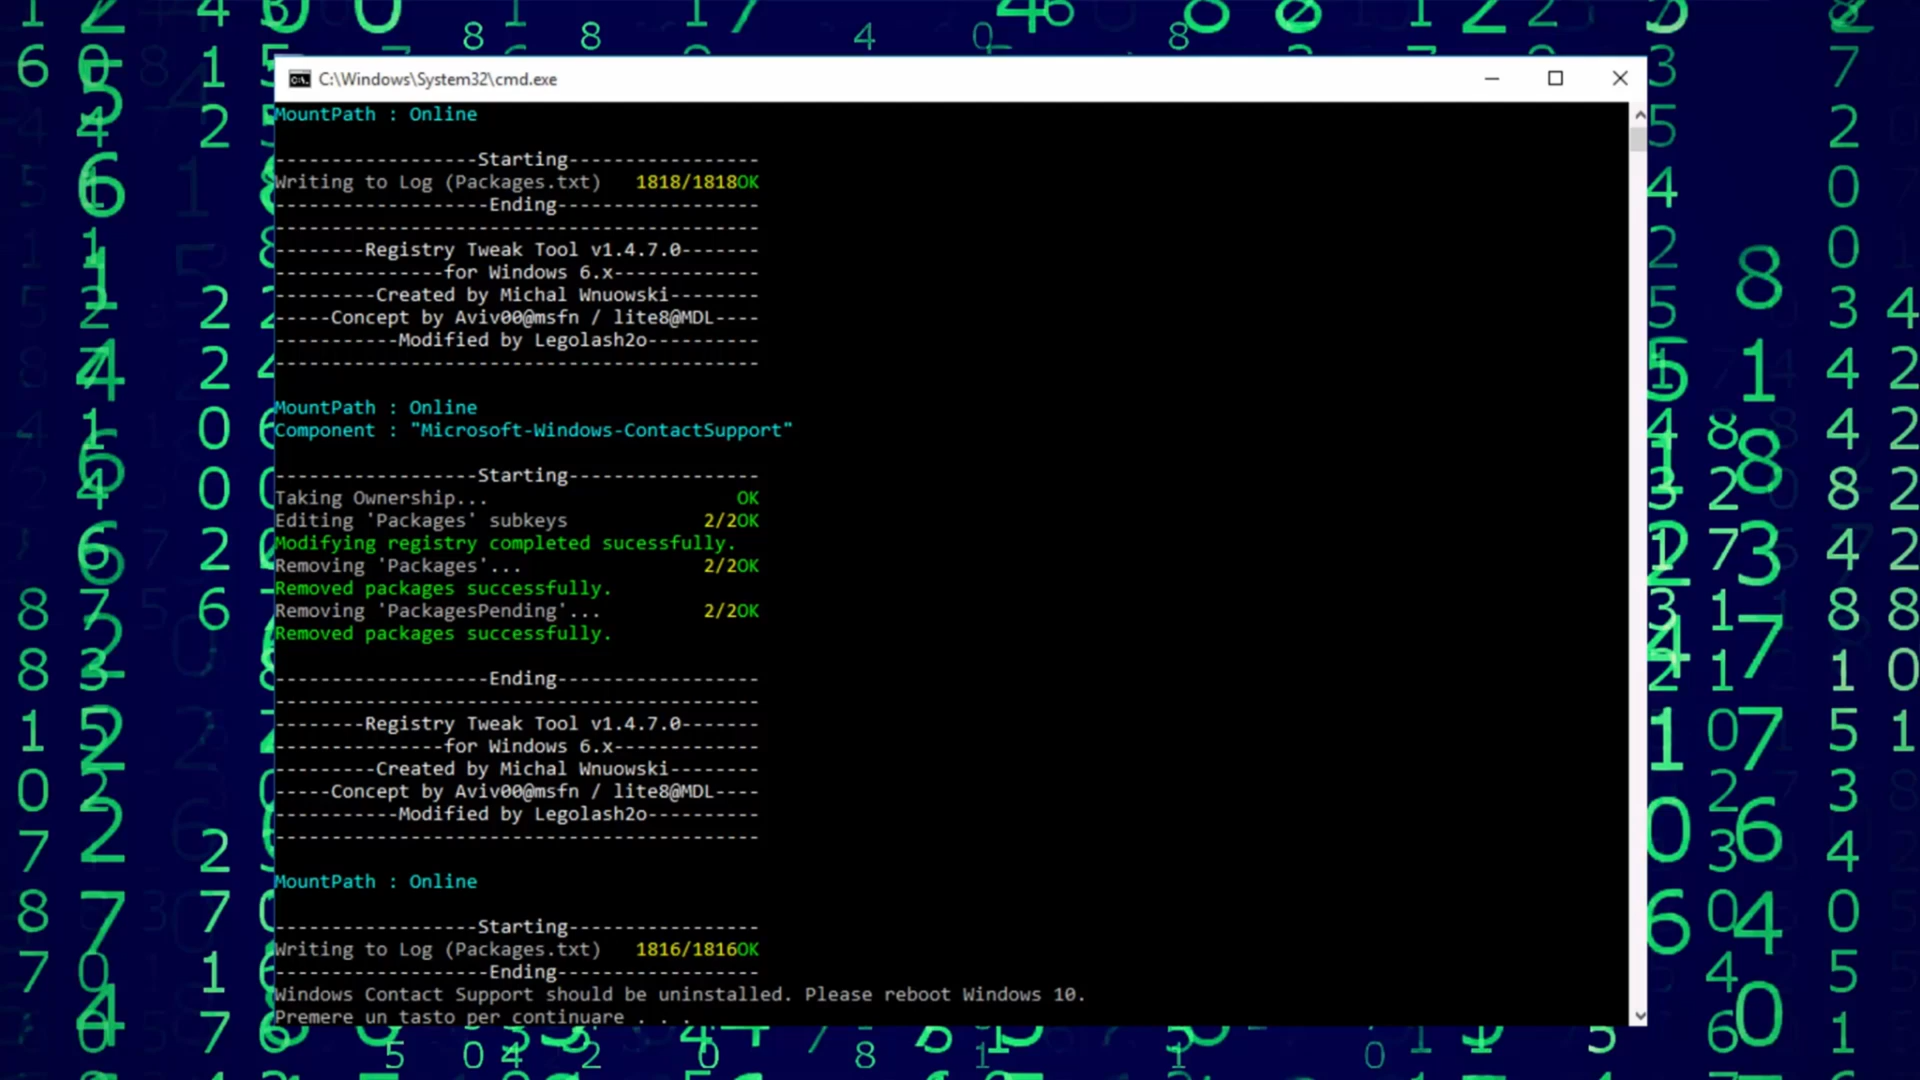 C:\Windows\System32\cmd.exe
MountPath : Online
------------------Starting-----------------
Writing to Log (Packages.txt)   1818/1818OK
-------------------Ending------------------
-------------------------------------------
--------Registry Tweak Tool v1.4.7.0-------
---------------for Windows 6.x-------------
---------Created by Michal Wnuowski--------
-----Concept by Aviv00@msfn / lite8@MDL----
-----------Modified by Legolash2o----------
-------------------------------------------
MountPath : Online
Component : "Microsoft-Windows-ContactSupport"
------------------Starting-----------------
Taking Ownership...                      OK
Editing 'Packages' subkeys            2/2OK
Modifying registry completed sucessfully.
Removing 'Packages'...                2/2OK
Removed packages successfully.
Removing 'PackagesPending'...         2/2OK
Removed packages successfully.
-------------------Ending------------------
-------------------------------------------
--------Registry Tweak Tool v1.4.7.0-------
---------------for Windows 6.x-------------
---------Created by Michal Wnuowski--------
-----Concept by Aviv00@msfn / lite8@MDL----
-----------Modified by Legolash2o----------
-------------------------------------------
MountPath : Online
------------------Starting-----------------
Writing to Log (Packages.txt)   1816/1816OK
-------------------Ending------------------
Windows Contact Support should be uninstalled. Please reboot Windows 10.
Premere un tasto per continuare . . .